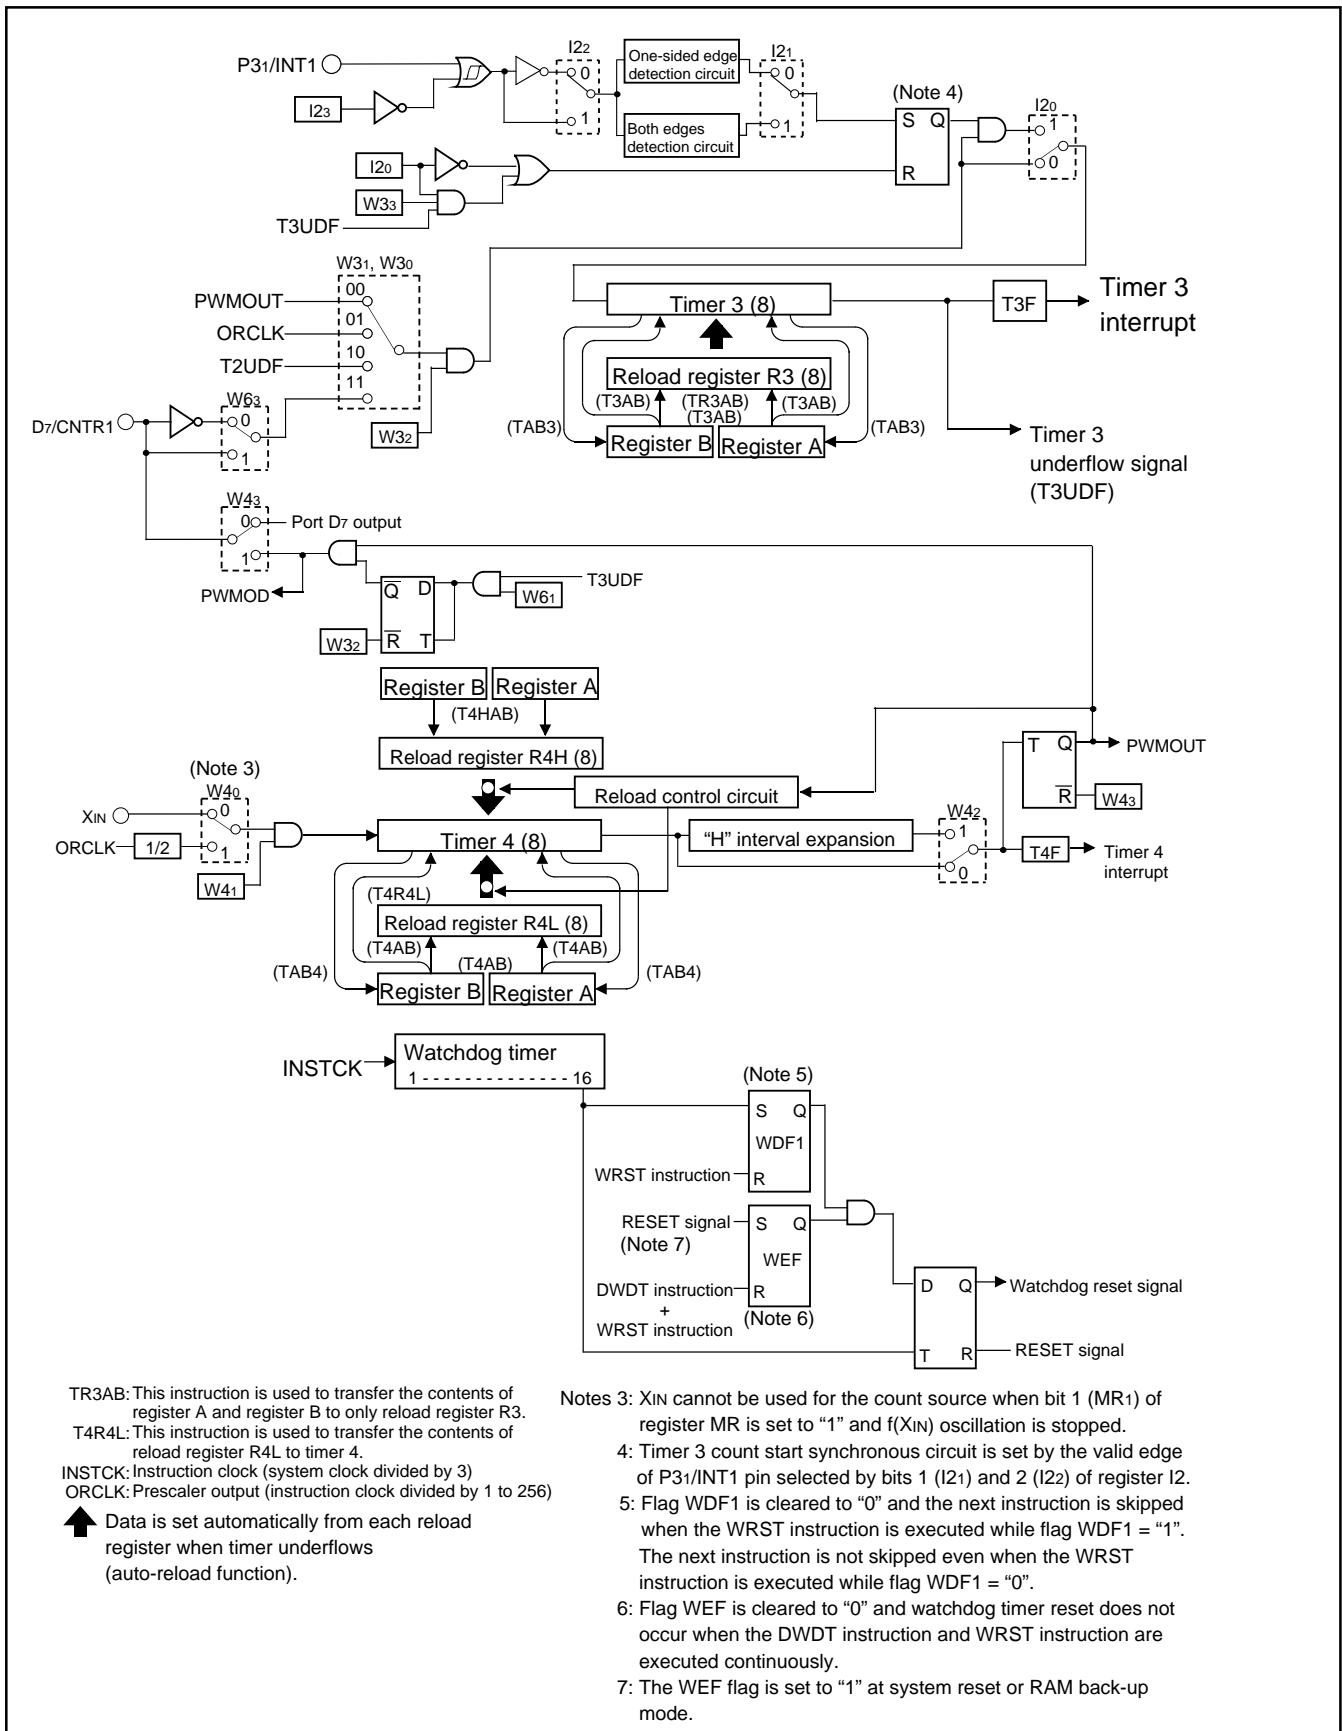 P31/INT1
I22
0
1
One-sided edge
detection circuit
Both edges
detection circuit
I21
0
1
I23
(Note 4)
S Q
R
I20
1
0
I20
W33
T3UDF
W31, W30
PWMOUT
00
ORCLK
01
T2UDF
10
11
W63
0
1
D7/CNTR1
W32
Timer 3 (8)
T3F
Timer 3
interrupt
Reload register R3 (8)
(T3AB)
(TR3AB)
(T3AB)
(T3AB)
(TAB3)
Register B
Register A
(TAB3)
Timer 3
underflow signal
(T3UDF)
W43
0
1
Port D7 output
PWMOD
Q D
R T
T3UDF
W61
W32
Register B
Register A
(T4HAB)
Reload register R4H (8)
T Q
R
PWMOUT
W43
(Note 3)
W40
0
1
XIN
ORCLK
1/2
W41
Reload control circuit
Timer 4 (8)
“H” interval expansion
W42
1
0
T4F
Timer 4
interrupt
(T4R4L)
Reload register R4L (8)
(T4AB)
(T4AB)
(T4AB)
(TAB4)
Register B
Register A
(TAB4)
INSTCK
Watchdog timer
1 - - - - - - - - - - - - - - 16
(Note 5)
S Q
WDF1
R
WRST instruction
RESET signal
(Note 7)
S Q
WEF
R
DWDT instruction
+
WRST instruction
(Note 6)
D Q
T R
Watchdog reset signal
RESET signal
TR3AB: This instruction is used to transfer the contents of
register A and register B to only reload register R3.
T4R4L: This instruction is used to transfer the contents of
reload register R4L to timer 4.
INSTCK: Instruction clock (system clock divided by 3)
ORCLK: Prescaler output (instruction clock divided by 1 to 256)
Data is set automatically from each reload
register when timer underflows
(auto-reload function).
Notes 3: XIN cannot be used for the count source when bit 1 (MR1) of
register MR is set to “1” and f(XIN) oscillation is stopped.
4: Timer 3 count start synchronous circuit is set by the valid edge
of P31/INT1 pin selected by bits 1 (I21) and 2 (I22) of register I2.
5: Flag WDF1 is cleared to “0” and the next instruction is skipped
when the WRST instruction is executed while flag WDF1 = “1”.
The next instruction is not skipped even when the WRST
instruction is executed while flag WDF1 = “0”.
6: Flag WEF is cleared to “0” and watchdog timer reset does not
occur when the DWDT instruction and WRST instruction are
executed continuously.
7: The WEF flag is set to “1” at system reset or RAM back-up
mode.